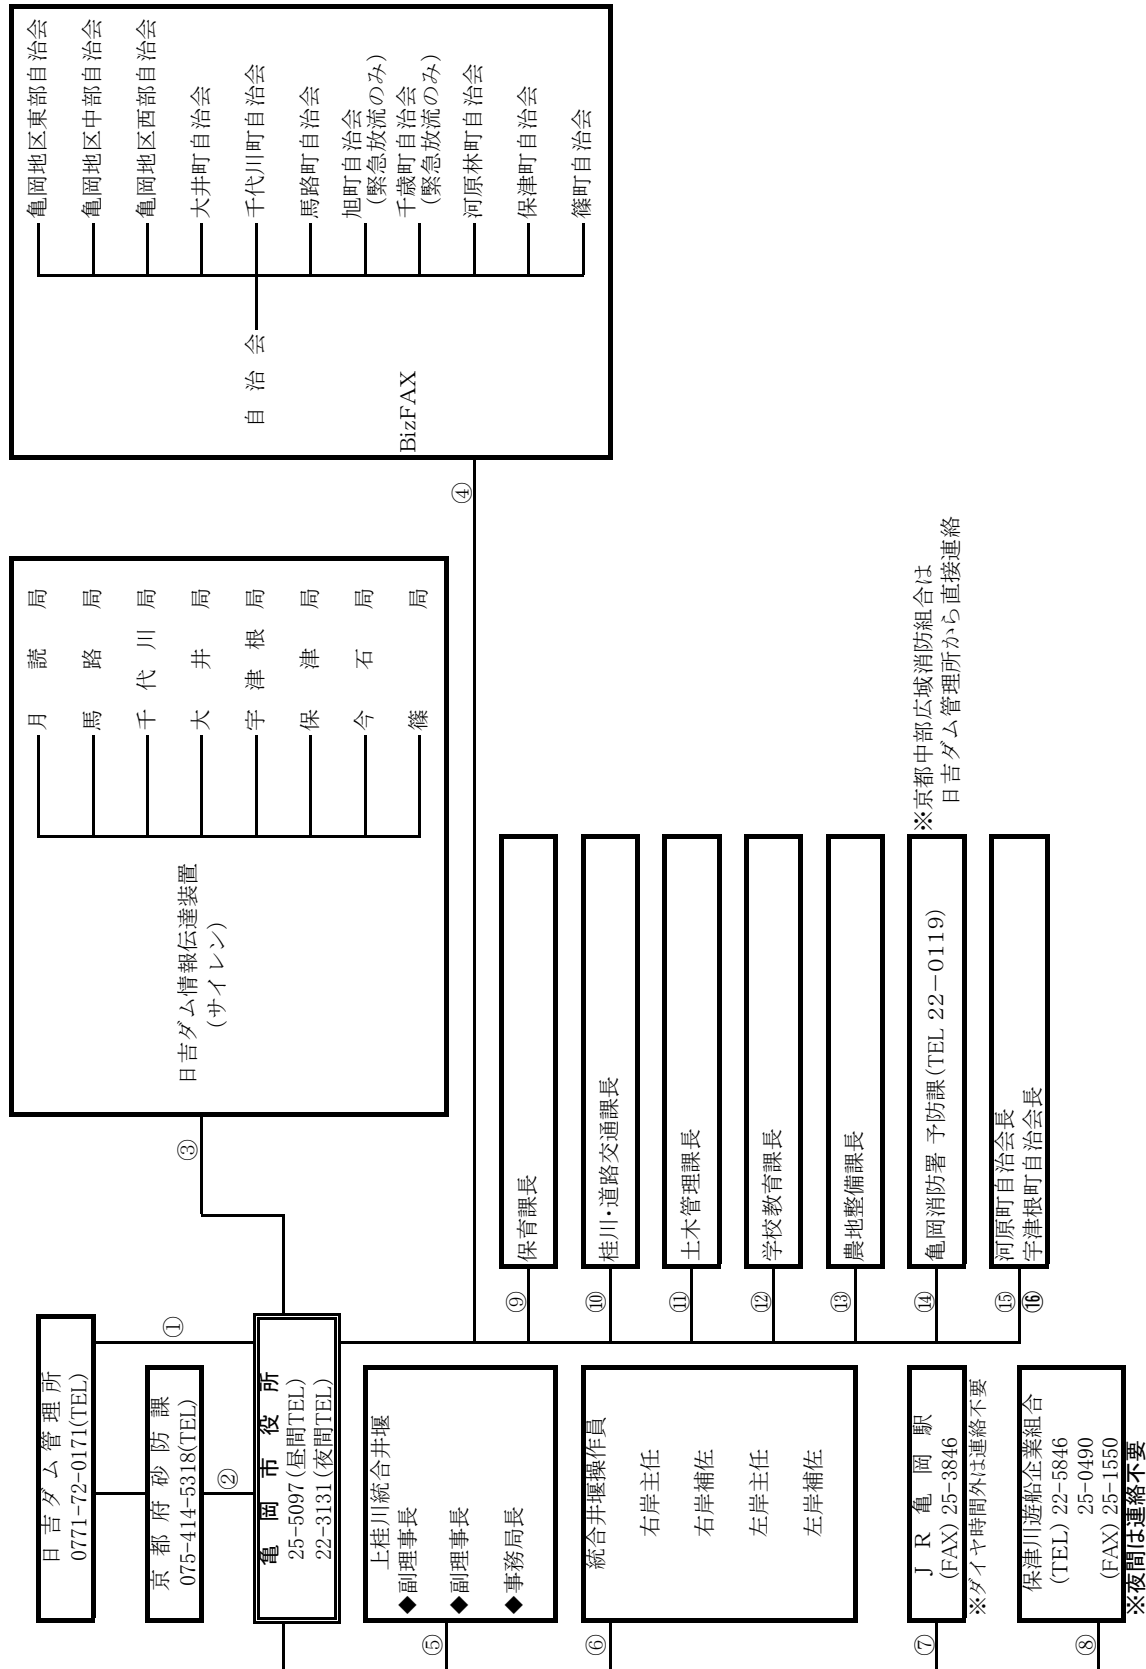 日吉ダム管理所
0771-72-0171(TEL)
①
京都府砂防課
075-414-5318(TEL)
②
亀岡市役所
25-5097(昼間TEL)
22-3131(夜間TEL)
③
日吉ダム情報伝達装置
(サイレン)
月読局
馬路局
千代川局
大井局
宇津根局
保津局
今石局
篠局
④
自治会
BizFAX
亀岡地区東部自治会
亀岡地区中部自治会
亀岡地区西部自治会
大井町自治会
千代川町自治会
馬路町自治会
旭町自治会
(緊急放流のみ)
千歳町自治会
(緊急放流のみ)
河原林町自治会
保津町自治会
篠町自治会
⑤
上桂川統合井堰
◆副理事長
◆副理事長
◆事務局長
⑥
統合井堰操作員
右岸主任
右岸補佐
左岸主任
左岸補佐
⑦
JR亀岡駅
(FAX) 25-3846
※ダイヤ時間外は連絡不要
⑧
保津川遊船企業組合
(TEL) 22-5846
25-0490
(FAX) 25-1550
※夜間は連絡不要
⑨
保育課長
⑩
桂川・道路交通課長
⑪
土木管理課長
⑫
学校教育課長
⑬
農地整備課長
⑭
亀岡消防署 予防課(TEL 22-0119)
※京都中部広域消防組合は
日吉ダム管理所から直接連絡
⑮
河原町自治会長
⑯
宇津根町自治会長